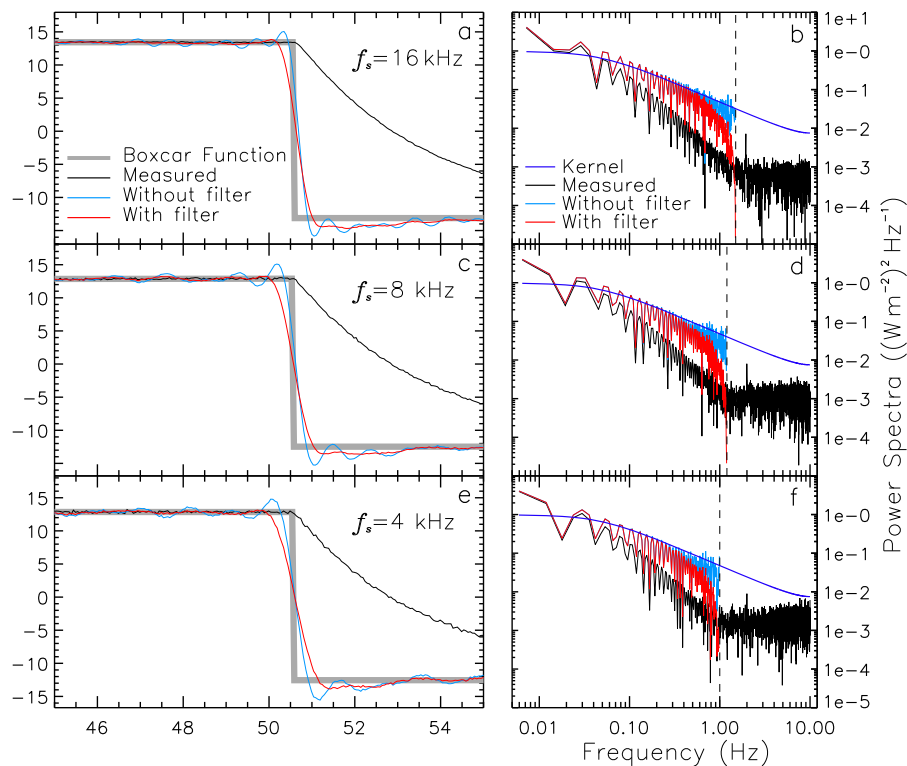 15
10
5
0
-5
-10
a
fs=16 kHz
Boxcar Function
Measured
Without filter
With filter
15
10
5
0
-5
-10
c
fs=8 kHz
15
10
5
0
-5
-10
-15
e
fs=4 kHz
46 48 50 52 54
b
Kernel
Measured
Without filter
With filter
1e+1
1e-0
1e-1
1e-2
1e-3
1e-4
d
1e-0
1e-1
1e-2
1e-3
1e-4
f
1e-0
1e-1
1e-2
1e-3
1e-4
1e-5
Power Spectra ((W m⁻²)² Hz⁻¹)
0.01 0.10 1.00 10.00
Frequency (Hz)